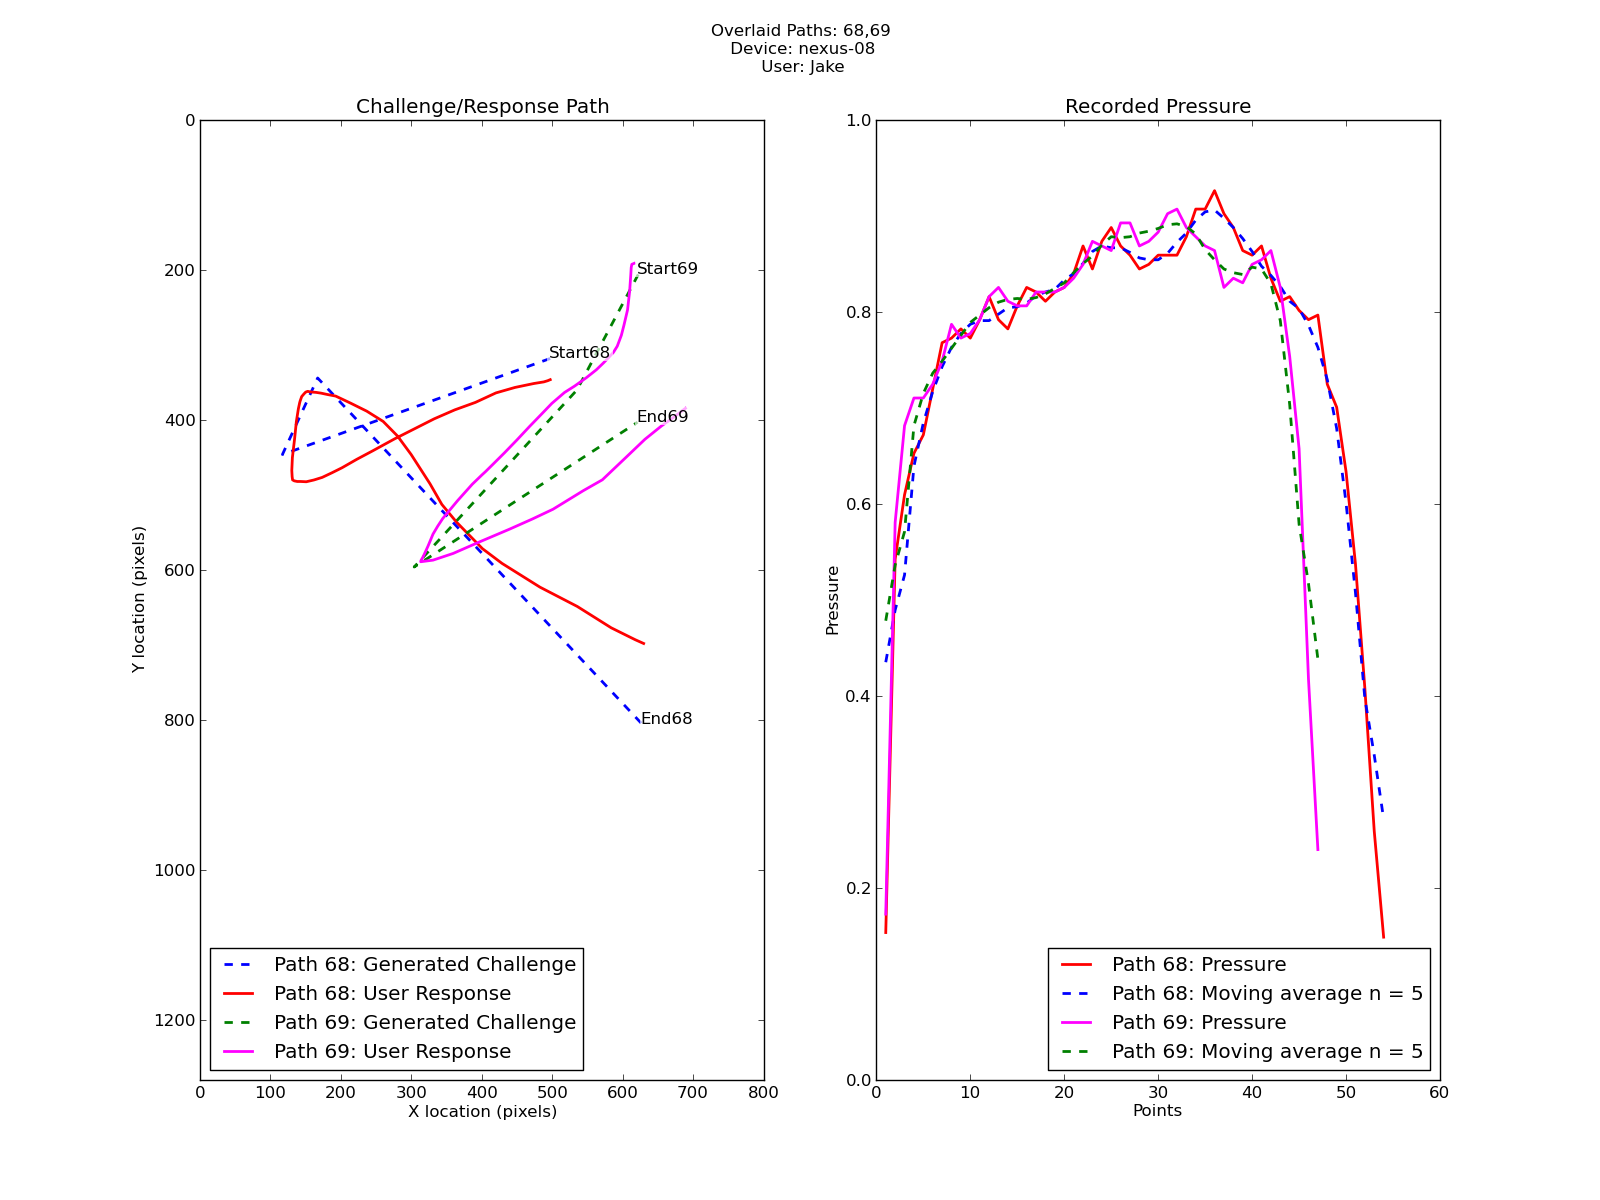 Overlaid Paths: 68,69
Device: nexus-08
User: Jake
Challenge/Response Path
0
200
400
600
800
1000
1200
Y location (pixels)
Start69
Start68
End69
End68
Path 68: Generated Challenge
Path 68: User Response
Path 69: Generated Challenge
Path 69: User Response
0 100 200 300 400 500 600 700 800
X location (pixels)
Recorded Pressure
1.0
0.8
0.6
0.4
0.2
0.0
Pressure
Path 68: Pressure
Path 68: Moving average n = 5
Path 69: Pressure
Path 69: Moving average n = 5
0 10 20 30 40 50 60
Points